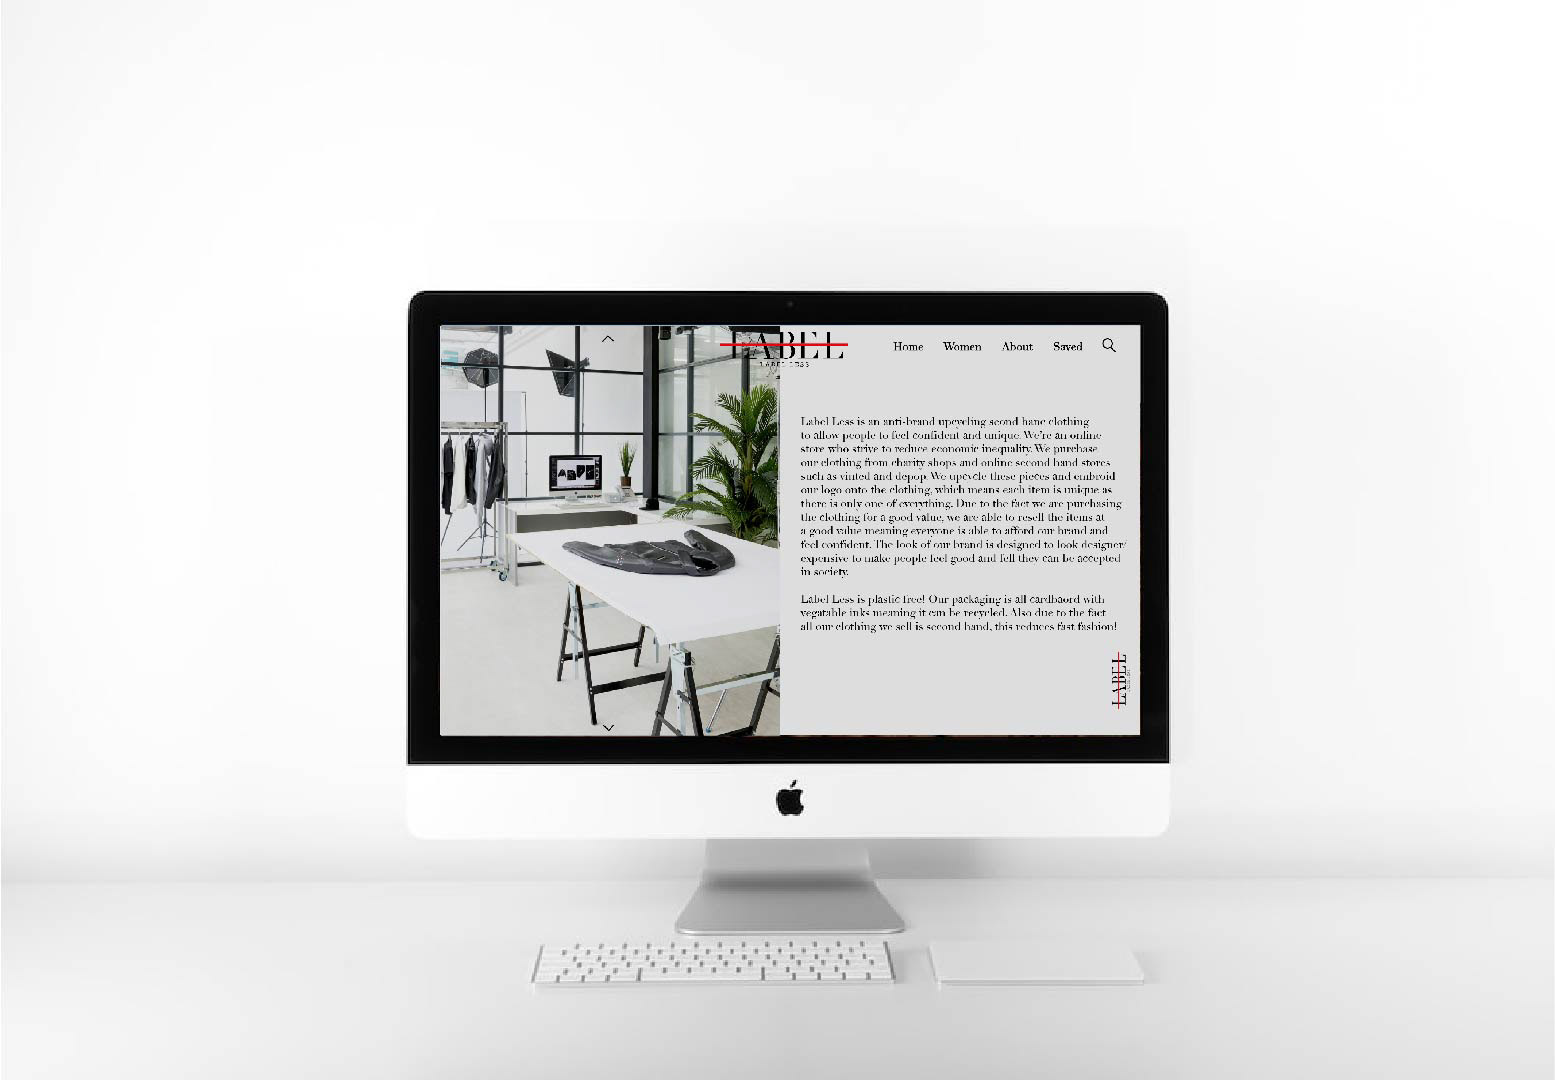 LABEL
LABEL LESS
Home Women About Saved
Label Less is an anti-brand upcycling scond hane clothing
to allow people to feel confident and unique. We're an online
store who strive to reduce economic inequality. We purchase
our clothing from charity shops and online second hand stores
such as vinted and depop. We upcycle these pieces and embroid
our logo onto the clothing, which means each item is unique as
there is only one of everything. Due to the fact we are purchasing
the clothing for a good value, we are able to resell the items at
a good value meaning everyone is able to afford our brand and
feel confident. The look of our brand is designed to look designer/
expensive to make people feel good and fell they can be accepted
in society.
Label Less is plastic free! Our packaging is all cardbaord with
vegatable inks meaning it can be recycled. Also due to the fact
all our clothing we sell is second hand, this reduces fast fashion!
LABEL